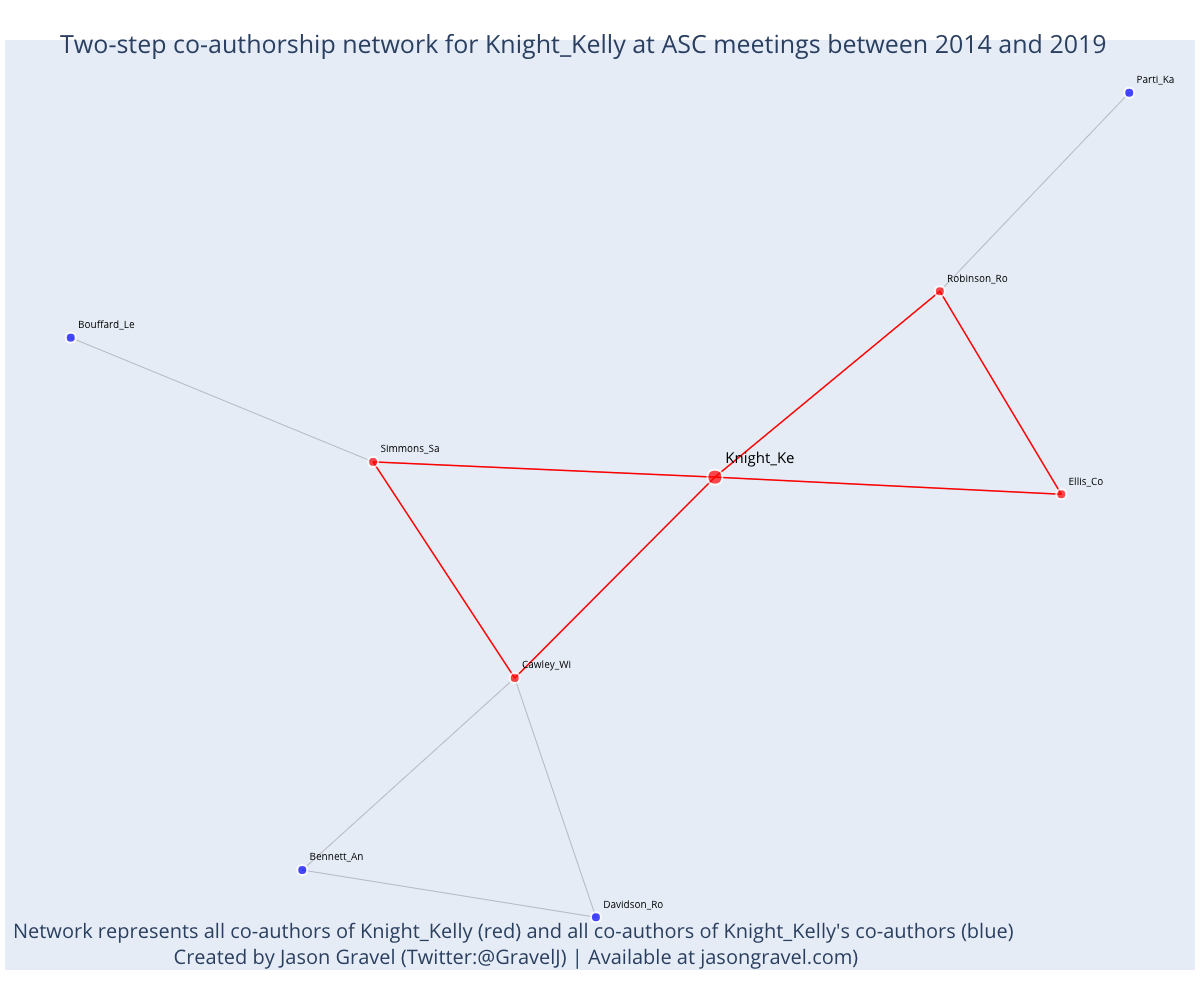 Two-step co-authorship network for Knight_Kelly at ASC meetings between 2014 and 2019
Parti_Ka
Robinson_Ro
Bouffard_Le
Simmons_Sa
Knight_Ke
Ellis_Co
Cawley_Wi
Bennett_An
Davidson_Ro
Network represents all co-authors of Knight_Kelly (red) and all co-authors of Knight_Kelly's co-authors (blue)
Created by Jason Gravel (Twitter:@GravelJ) | Available at jasongravel.com)